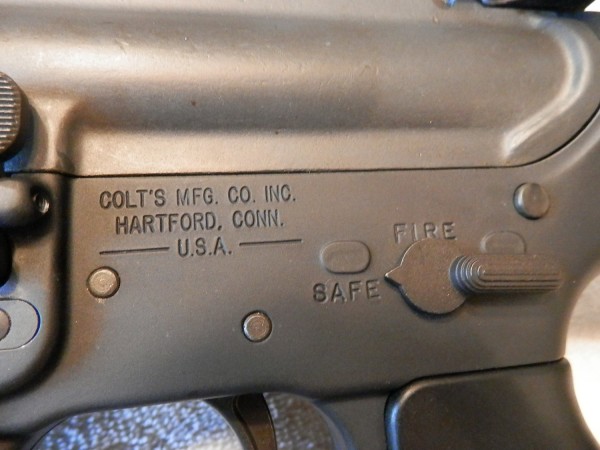 COLT'S MFG. CO. INC.
HARTFORD, CONN.
U.S.A.
FIRE
SAFE